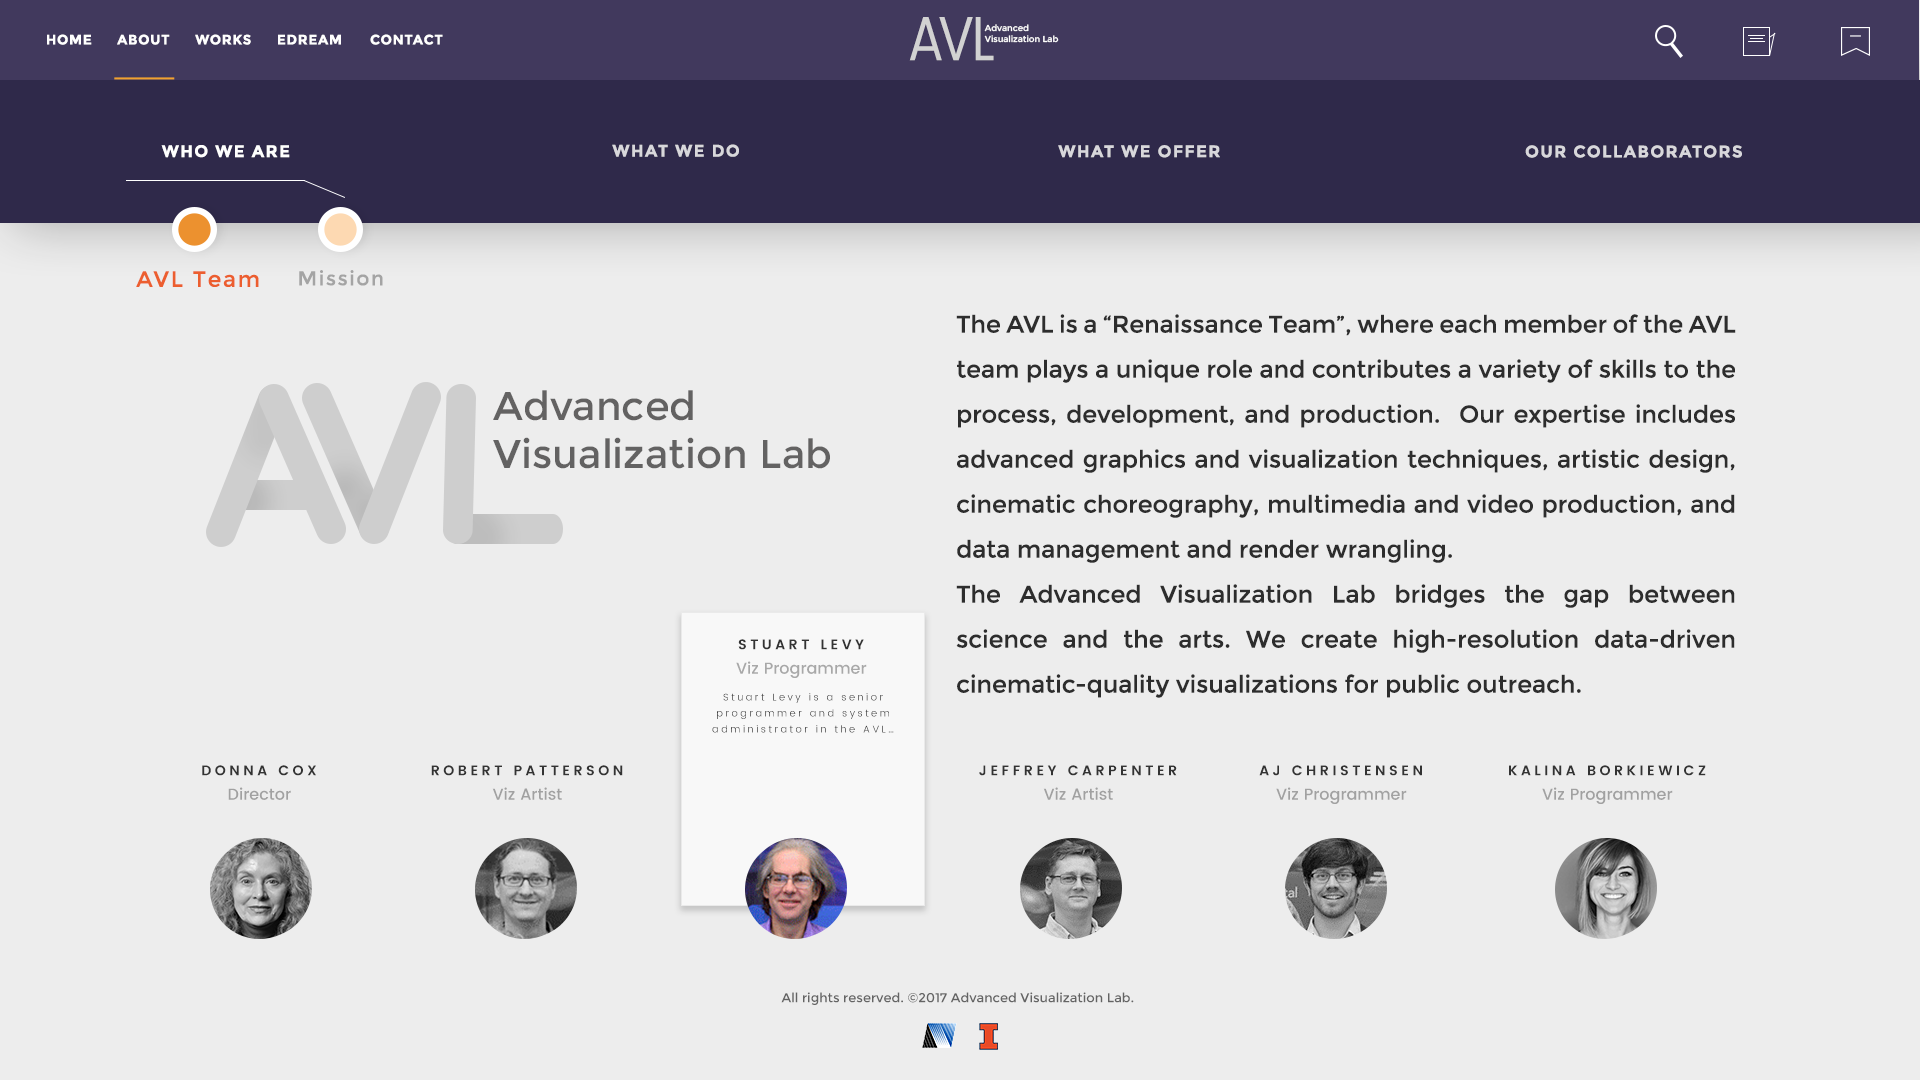 HOME ABOUT WORKS EDREAM CONTACT
AVL Advanced
Visualization Lab
WHO WE ARE WHAT WE DO WHAT WE OFFER OUR COLLABORATORS
AVL Team Mission
AVL Advanced
Visualization Lab
The AVL is a “Renaissance Team”, where each member of the AVL
team plays a unique role and contributes a variety of skills to the
process, development, and production. Our expertise includes
advanced graphics and visualization techniques, artistic design,
cinematic choreography, multimedia and video production, and
data management and render wrangling.
The Advanced Visualization Lab bridges the gap between
science and the arts. We create high-resolution data-driven
cinematic-quality visualizations for public outreach.
STUART LEVY
Viz Programmer
Stuart Levy is a senior
programmer and system
administrator in the AVL...
DONNA COX
Director
ROBERT PATTERSON
Viz Artist
JEFFREY CARPENTER
Viz Artist
AJ CHRISTENSEN
Viz Programmer
KALINA BORKIEWICZ
Viz Programmer
All rights reserved. ©2017 Advanced Visualization Lab.
I